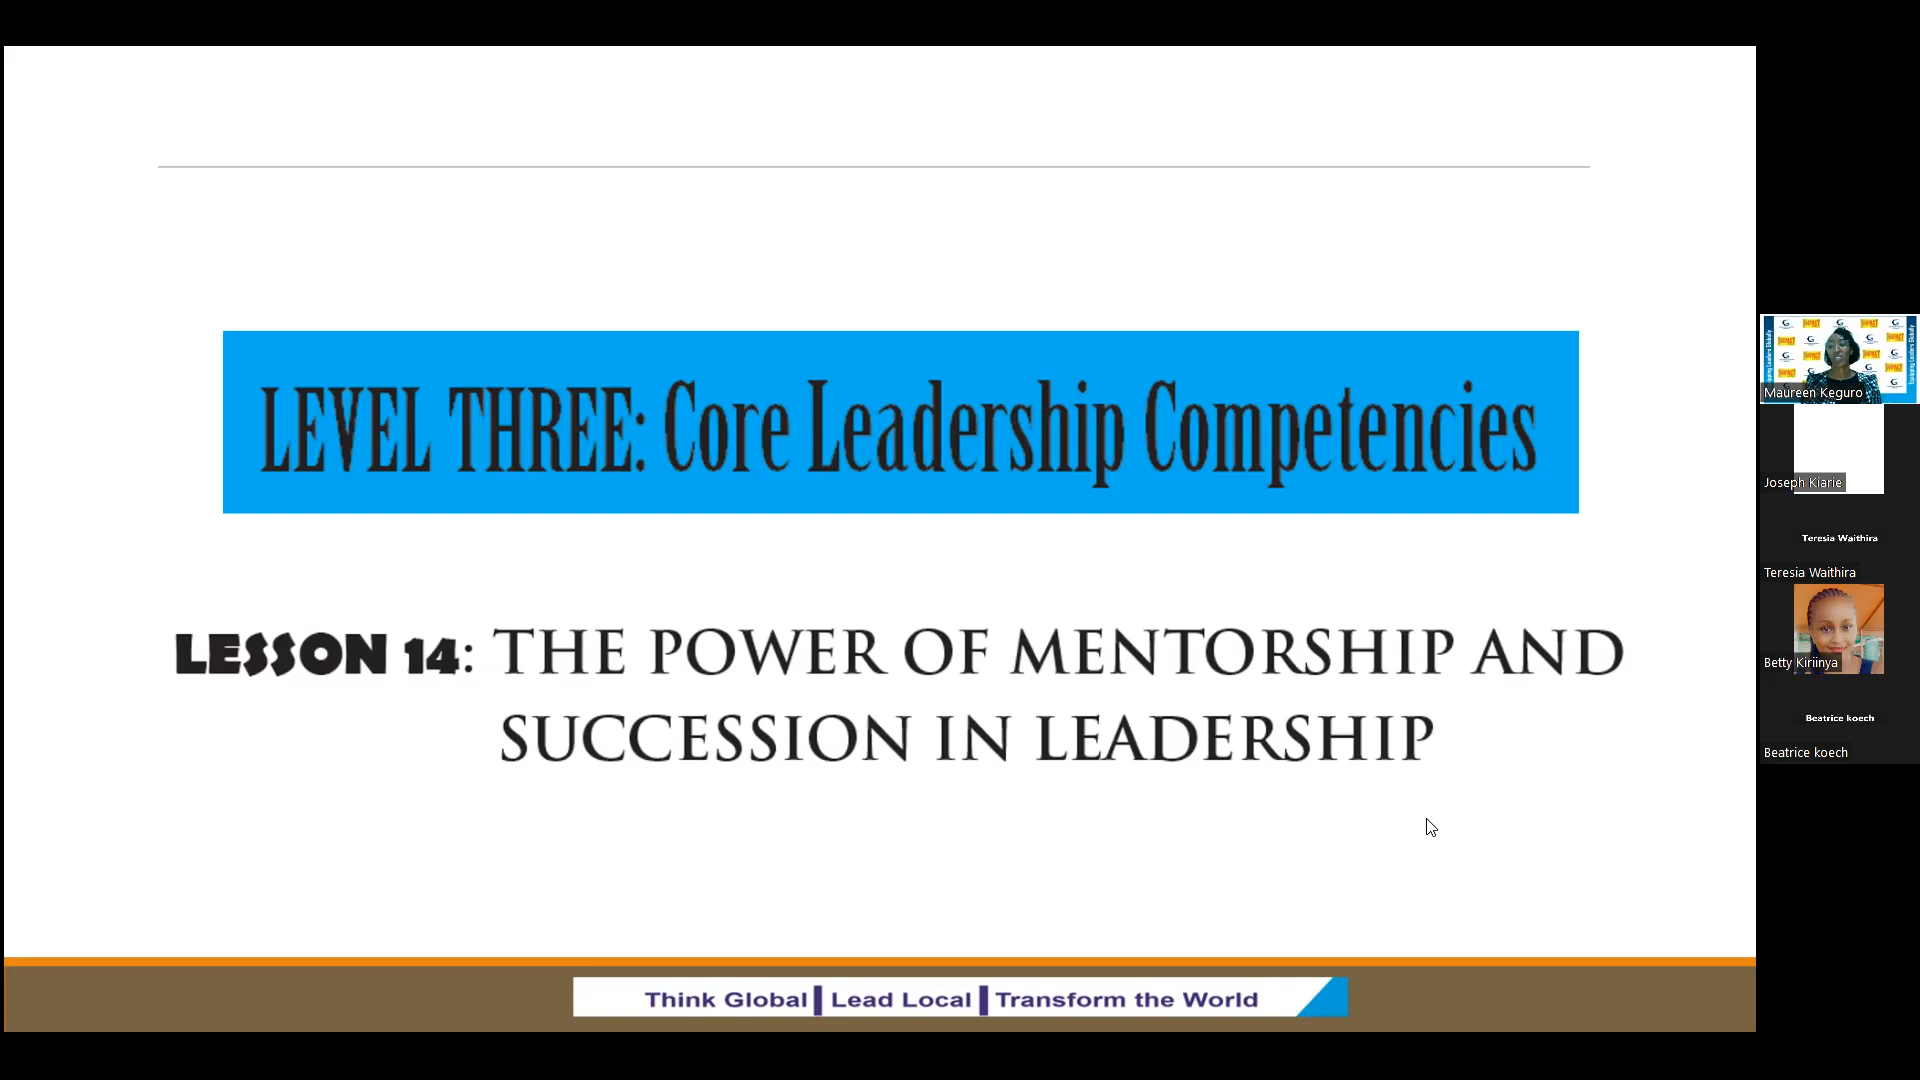 LEVEL THREE: Core Leadership Competencies
LESSON 14: THE POWER OF MENTORSHIP AND
SUCCESSION IN LEADERSHIP
Think Global | Lead Local | Transform the World
Maureen Keguro
Joseph Kiarie
Teresia Waithira
Teresia Waithira
Betty Kiriinya
Beatrice koech
Beatrice koech